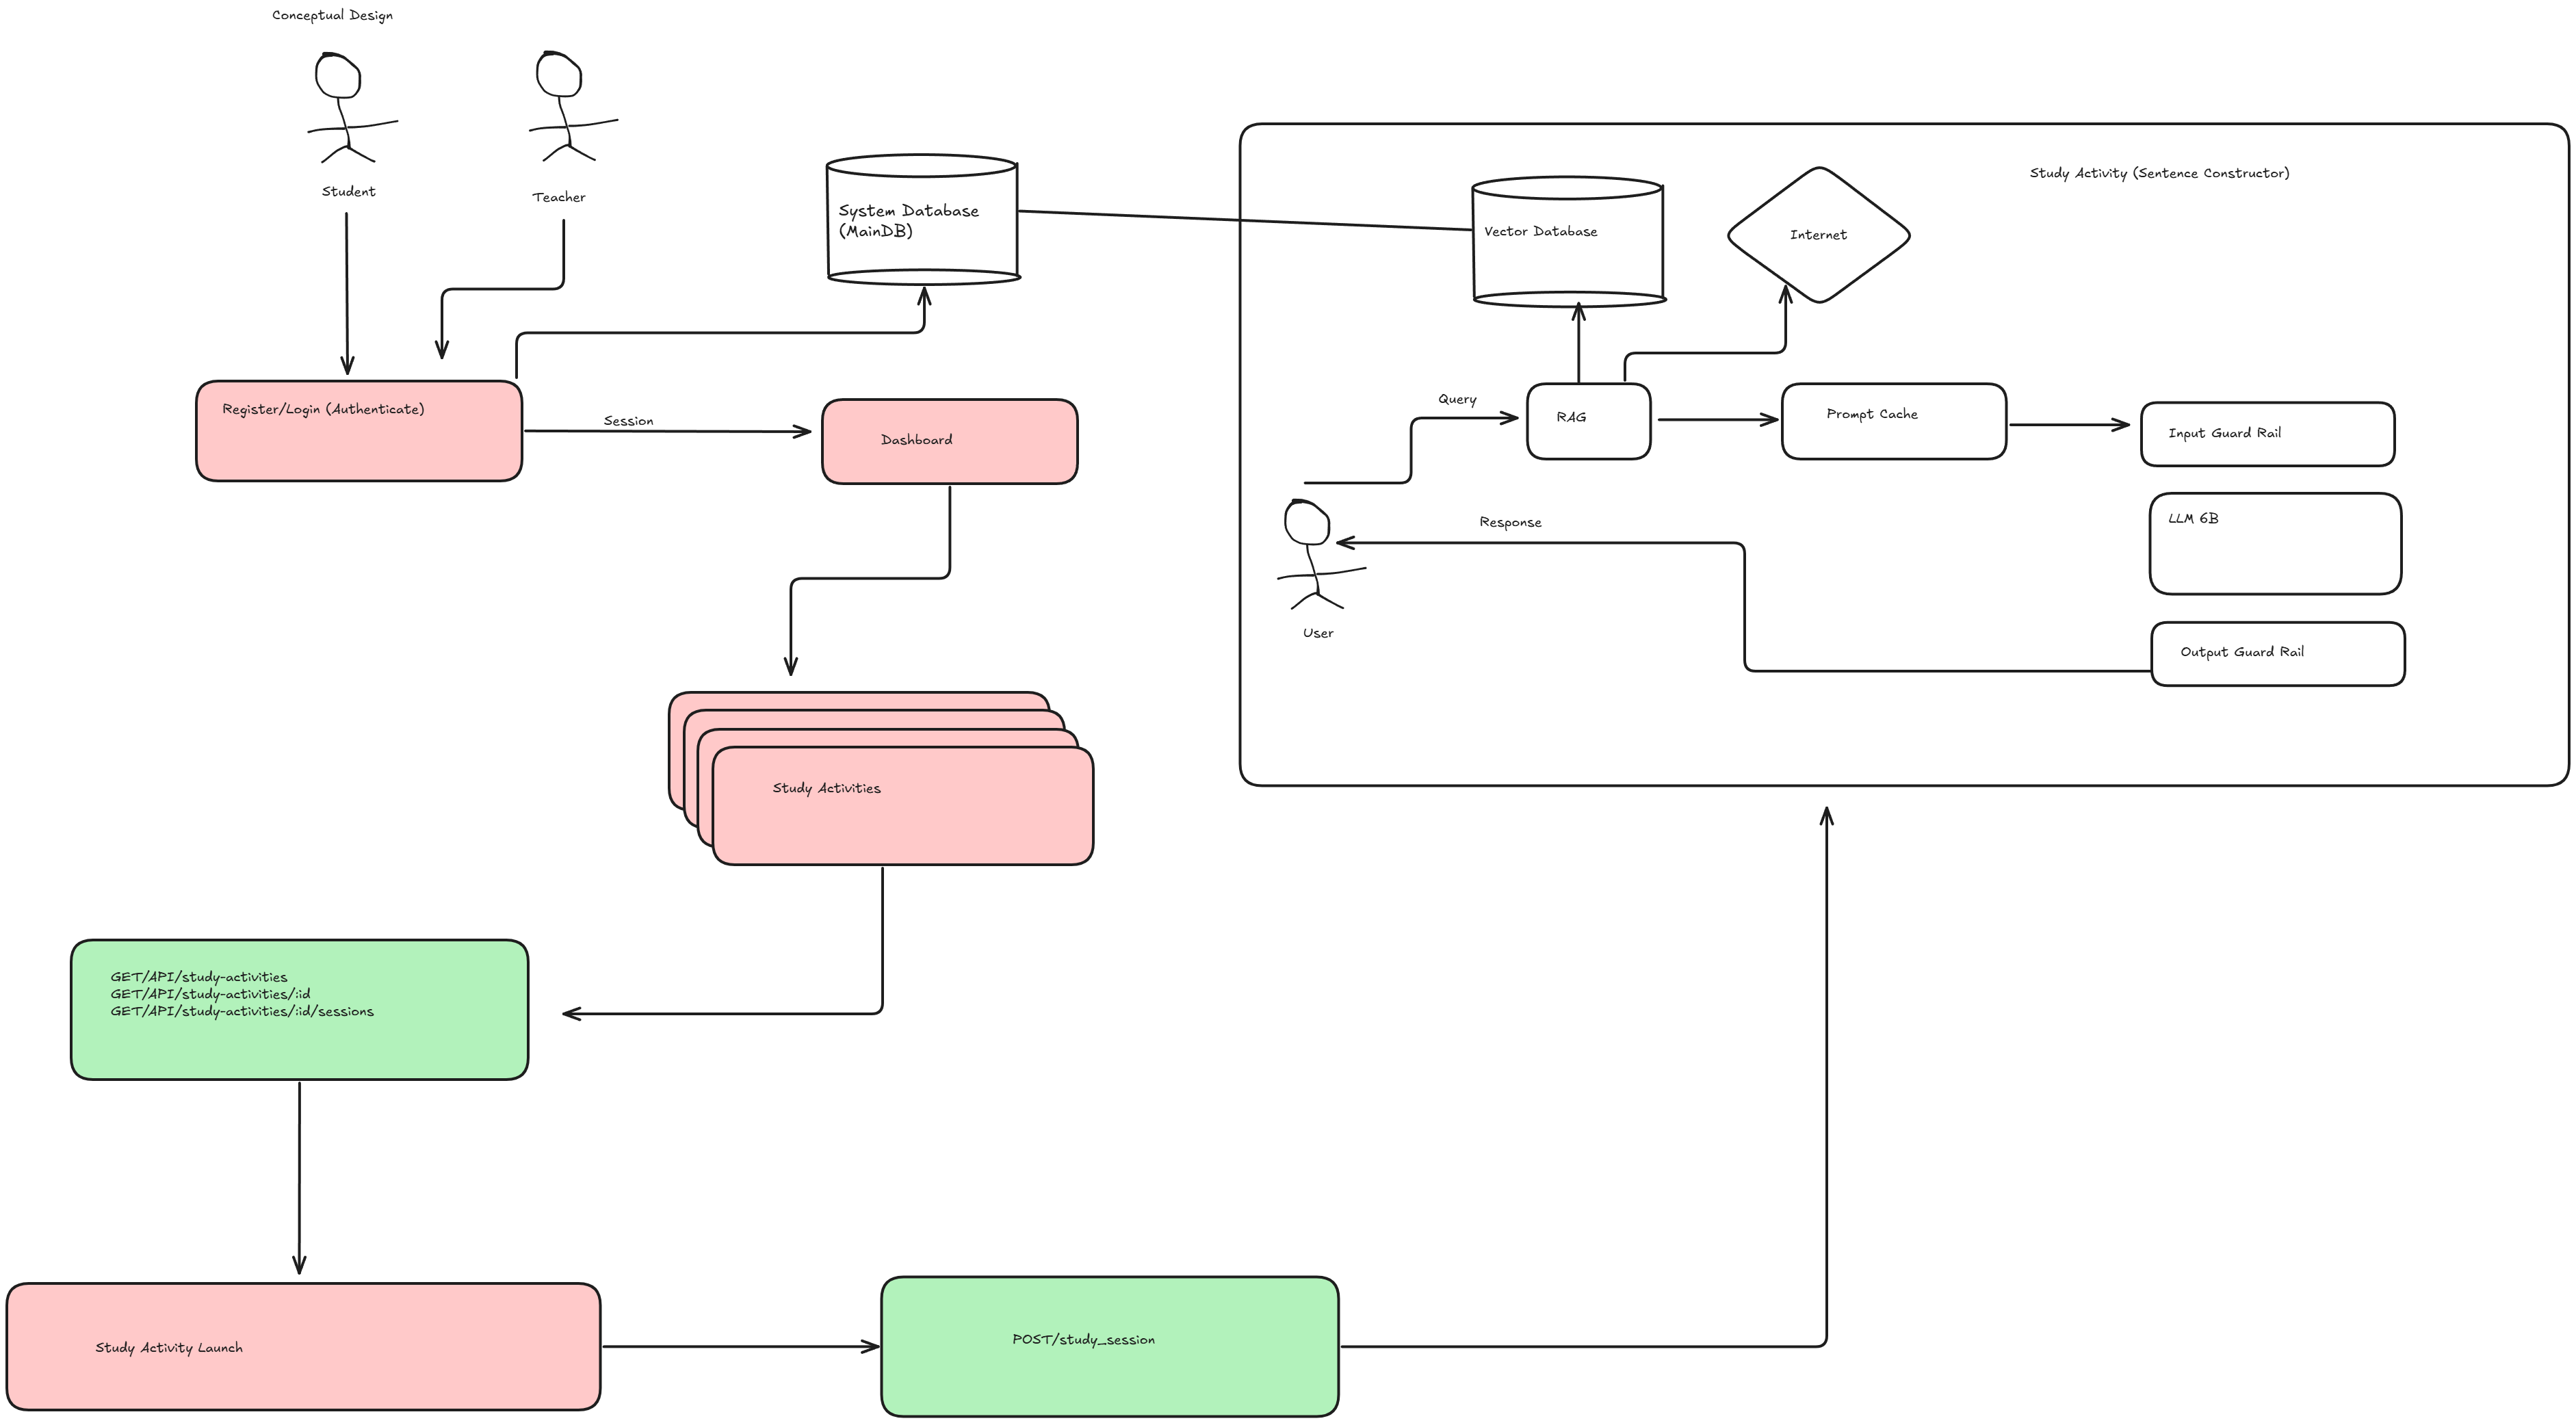 Conceptual Design
Student
Teacher
System Database
(MainDB)
Register/Login (Authenticate)
Session
Dashboard
Study Activities
GET/API/study-activities
GET/API/study-activities/:id
GET/API/study-activities/:id/sessions
Study Activity Launch
POST/study_session
Study Activity (Sentence Constructor)
Vector Database
Internet
Query
RAG
Prompt Cache
Input Guard Rail
LLM 6B
Response
Output Guard Rail
User